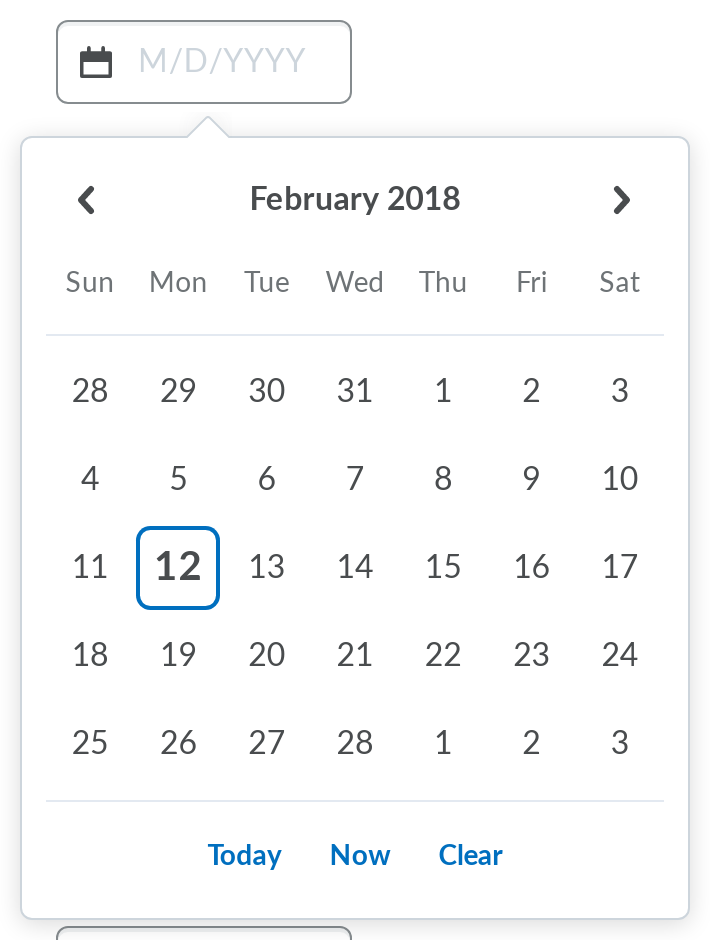 M/D/YYYY
February 2018
Sun Mon Tue Wed Thu Fri Sat
28 29 30 31 1 2 3
4 5 6 7 8 9 10
11 12 13 14 15 16 17
18 19 20 21 22 23 24
25 26 27 28 1 2 3
Today Now Clear